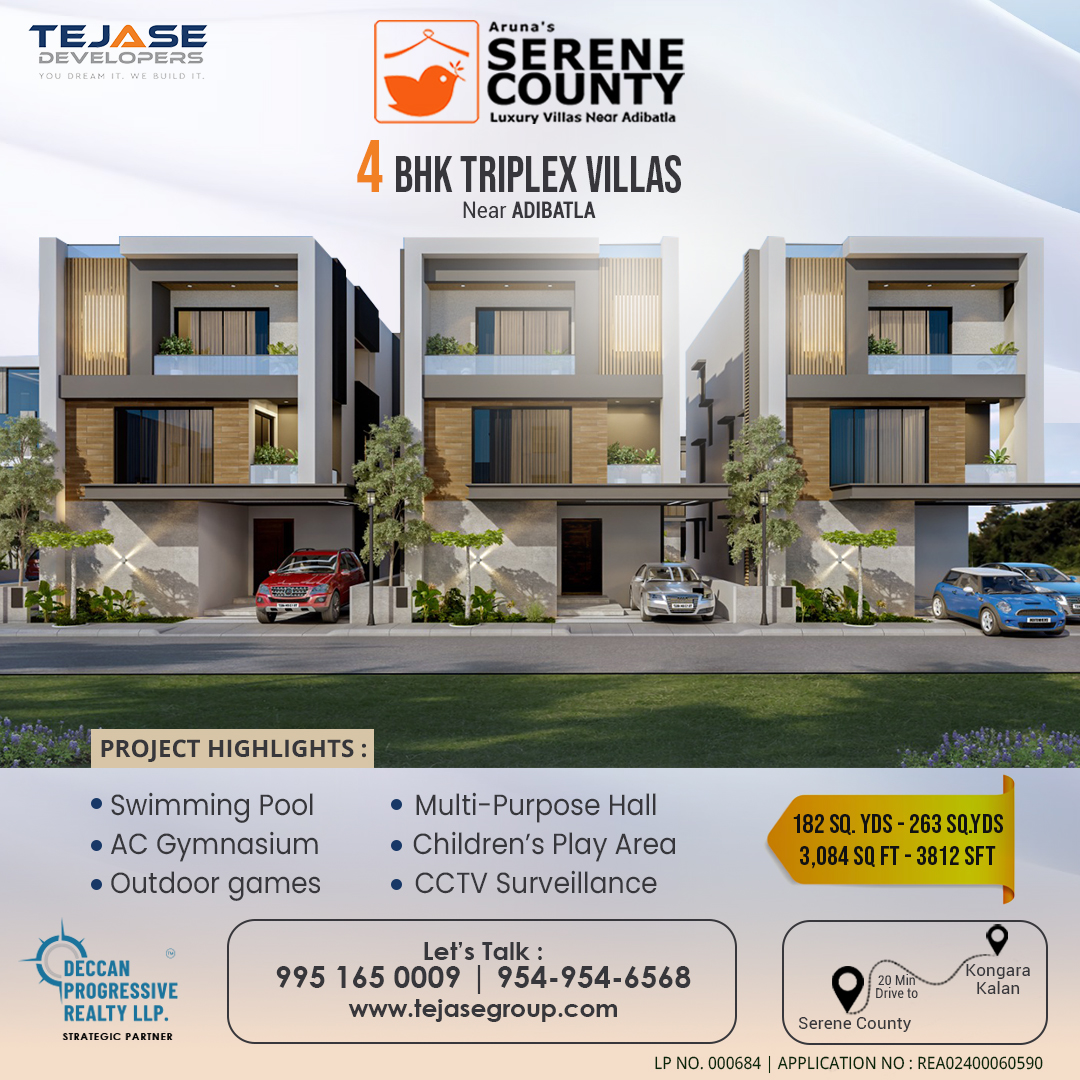 TEJASE
DEVELOPERS
YOU DREAM IT. WE BUILD IT.
Aruna's
SERENE
COUNTY
Luxury Villas Near Adibatla
4 BHK TRIPLEX VILLAS
Near ADIBATLA
PROJECT HIGHLIGHTS :
• Swimming Pool
• AC Gymnasium
• Outdoor games
• Multi-Purpose Hall
• Children's Play Area
• CCTV Surveillance
182 SQ. YDS - 263 SQ.YDS
3,084 SQ FT - 3812 SFT
DECCAN
PROGRESSIVE
REALTY LLP.
TM
STRATEGIC PARTNER
Let's Talk :
995 165 0009 | 954-954-6568
www.tejasegroup.com
Kongara
Kalan
20 Min
Drive to
Serene County
LP NO. 000684 | APPLICATION NO : REA02400060590